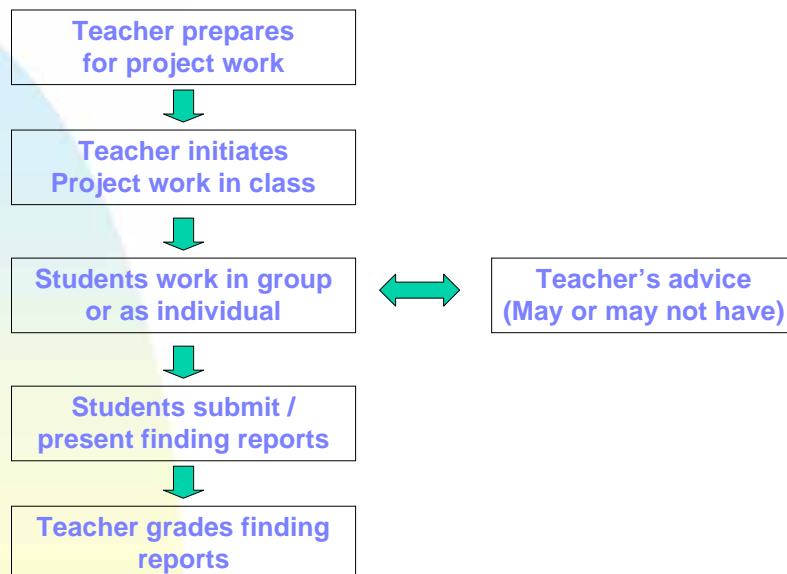 Teacher prepares
for project work
Teacher initiates
Project work in class
Students work in group
or as individual
Teacher's advice
(May or may not have)
Students submit /
present finding reports
Teacher grades finding
reports